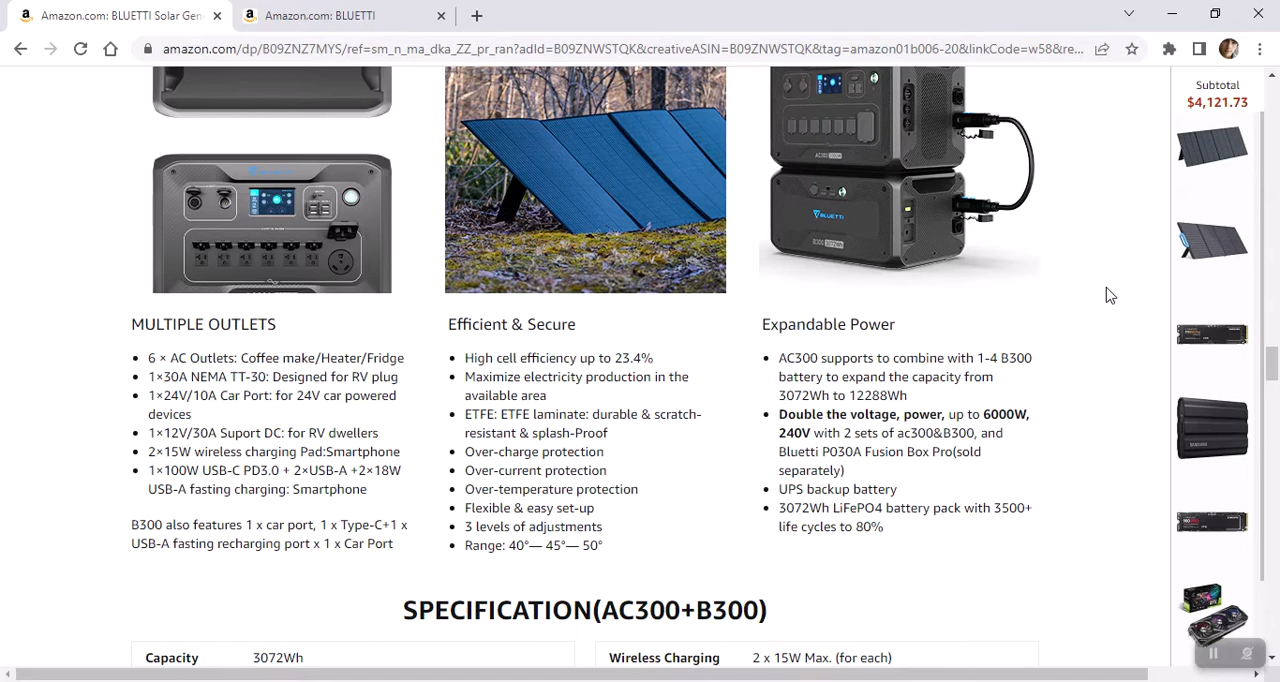 Amazon.com: BLUETTI Solar Gen
Amazon.com: BLUETTI
amazon.com/dp/B09ZNZ7MYS/ref=sm_n_ma_dka_ZZ_pr_ran?adId=B09ZNWSTQK&creativeASIN=B09ZNWSTQK&tag=amazon01b006-20&linkCode=w58&re...
Subtotal
$4,121.73
BLUETTI
AC300
BLUETTI
B300 3072Wh
SAMSUNG
MULTIPLE OUTLETS
• 6 × AC Outlets: Coffee make/Heater/Fridge
• 1×30A NEMA TT-30: Designed for RV plug
• 1×24V/10A Car Port: for 24V car powered
devices
• 1×12V/30A Suport DC: for RV dwellers
• 2×15W wireless charging Pad:Smartphone
• 1×100W USB-C PD3.0 + 2×USB-A +2×18W
USB-A fasting charging: Smartphone
B300 also features 1 x car port, 1 x Type-C+1 x
USB-A fasting recharging port x 1 x Car Port
Efficient & Secure
• High cell efficiency up to 23.4%
• Maximize electricity production in the
available area
• ETFE: ETFE laminate: durable & scratch-
resistant & splash-Proof
• Over-charge protection
• Over-current protection
• Over-temperature protection
• Flexible & easy set-up
• 3 levels of adjustments
• Range: 40°— 45°— 50°
Expandable Power
• AC300 supports to combine with 1-4 B300
battery to expand the capacity from
3072Wh to 12288Wh
• Double the voltage, power, up to 6000W,
240V with 2 sets of ac300&B300, and
Bluetti P030A Fusion Box Pro(sold
separately)
• UPS backup battery
• 3072Wh LiFePO4 battery pack with 3500+
life cycles to 80%
SPECIFICATION(AC300+B300)
Capacity 3072Wh
Wireless Charging 2 x 15W Max. (for each)